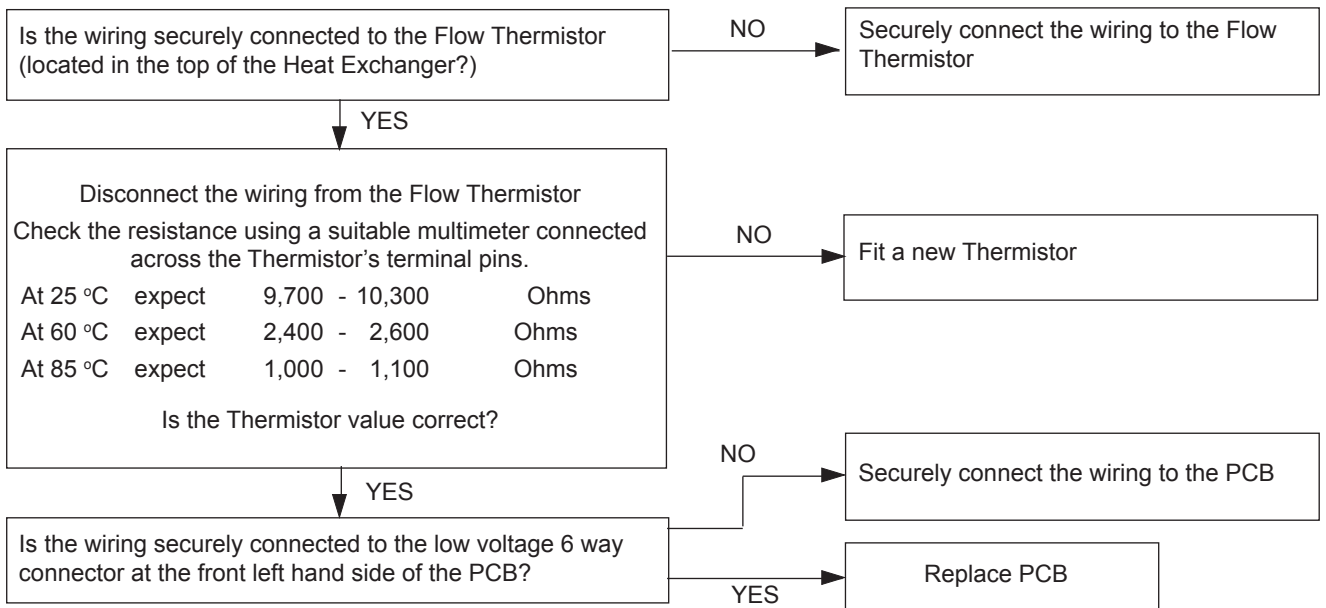 Is the wiring securely connected to the Flow Thermistor
(located in the top of the Heat Exchanger?)
NO
Securely connect the wiring to the Flow
Thermistor
YES
Disconnect the wiring from the Flow Thermistor
Check the resistance using a suitable multimeter connected
across the Thermistor’s terminal pins.
At 25 ºC expect 9,700 - 10,300 Ohms
At 60 ºC expect 2,400 - 2,600 Ohms
At 85 ºC expect 1,000 - 1,100 Ohms
Is the Thermistor value correct?
NO
Fit a new Thermistor
YES
Is the wiring securely connected to the low voltage 6 way
connector at the front left hand side of the PCB?
NO
Securely connect the wiring to the PCB
YES
Replace PCB